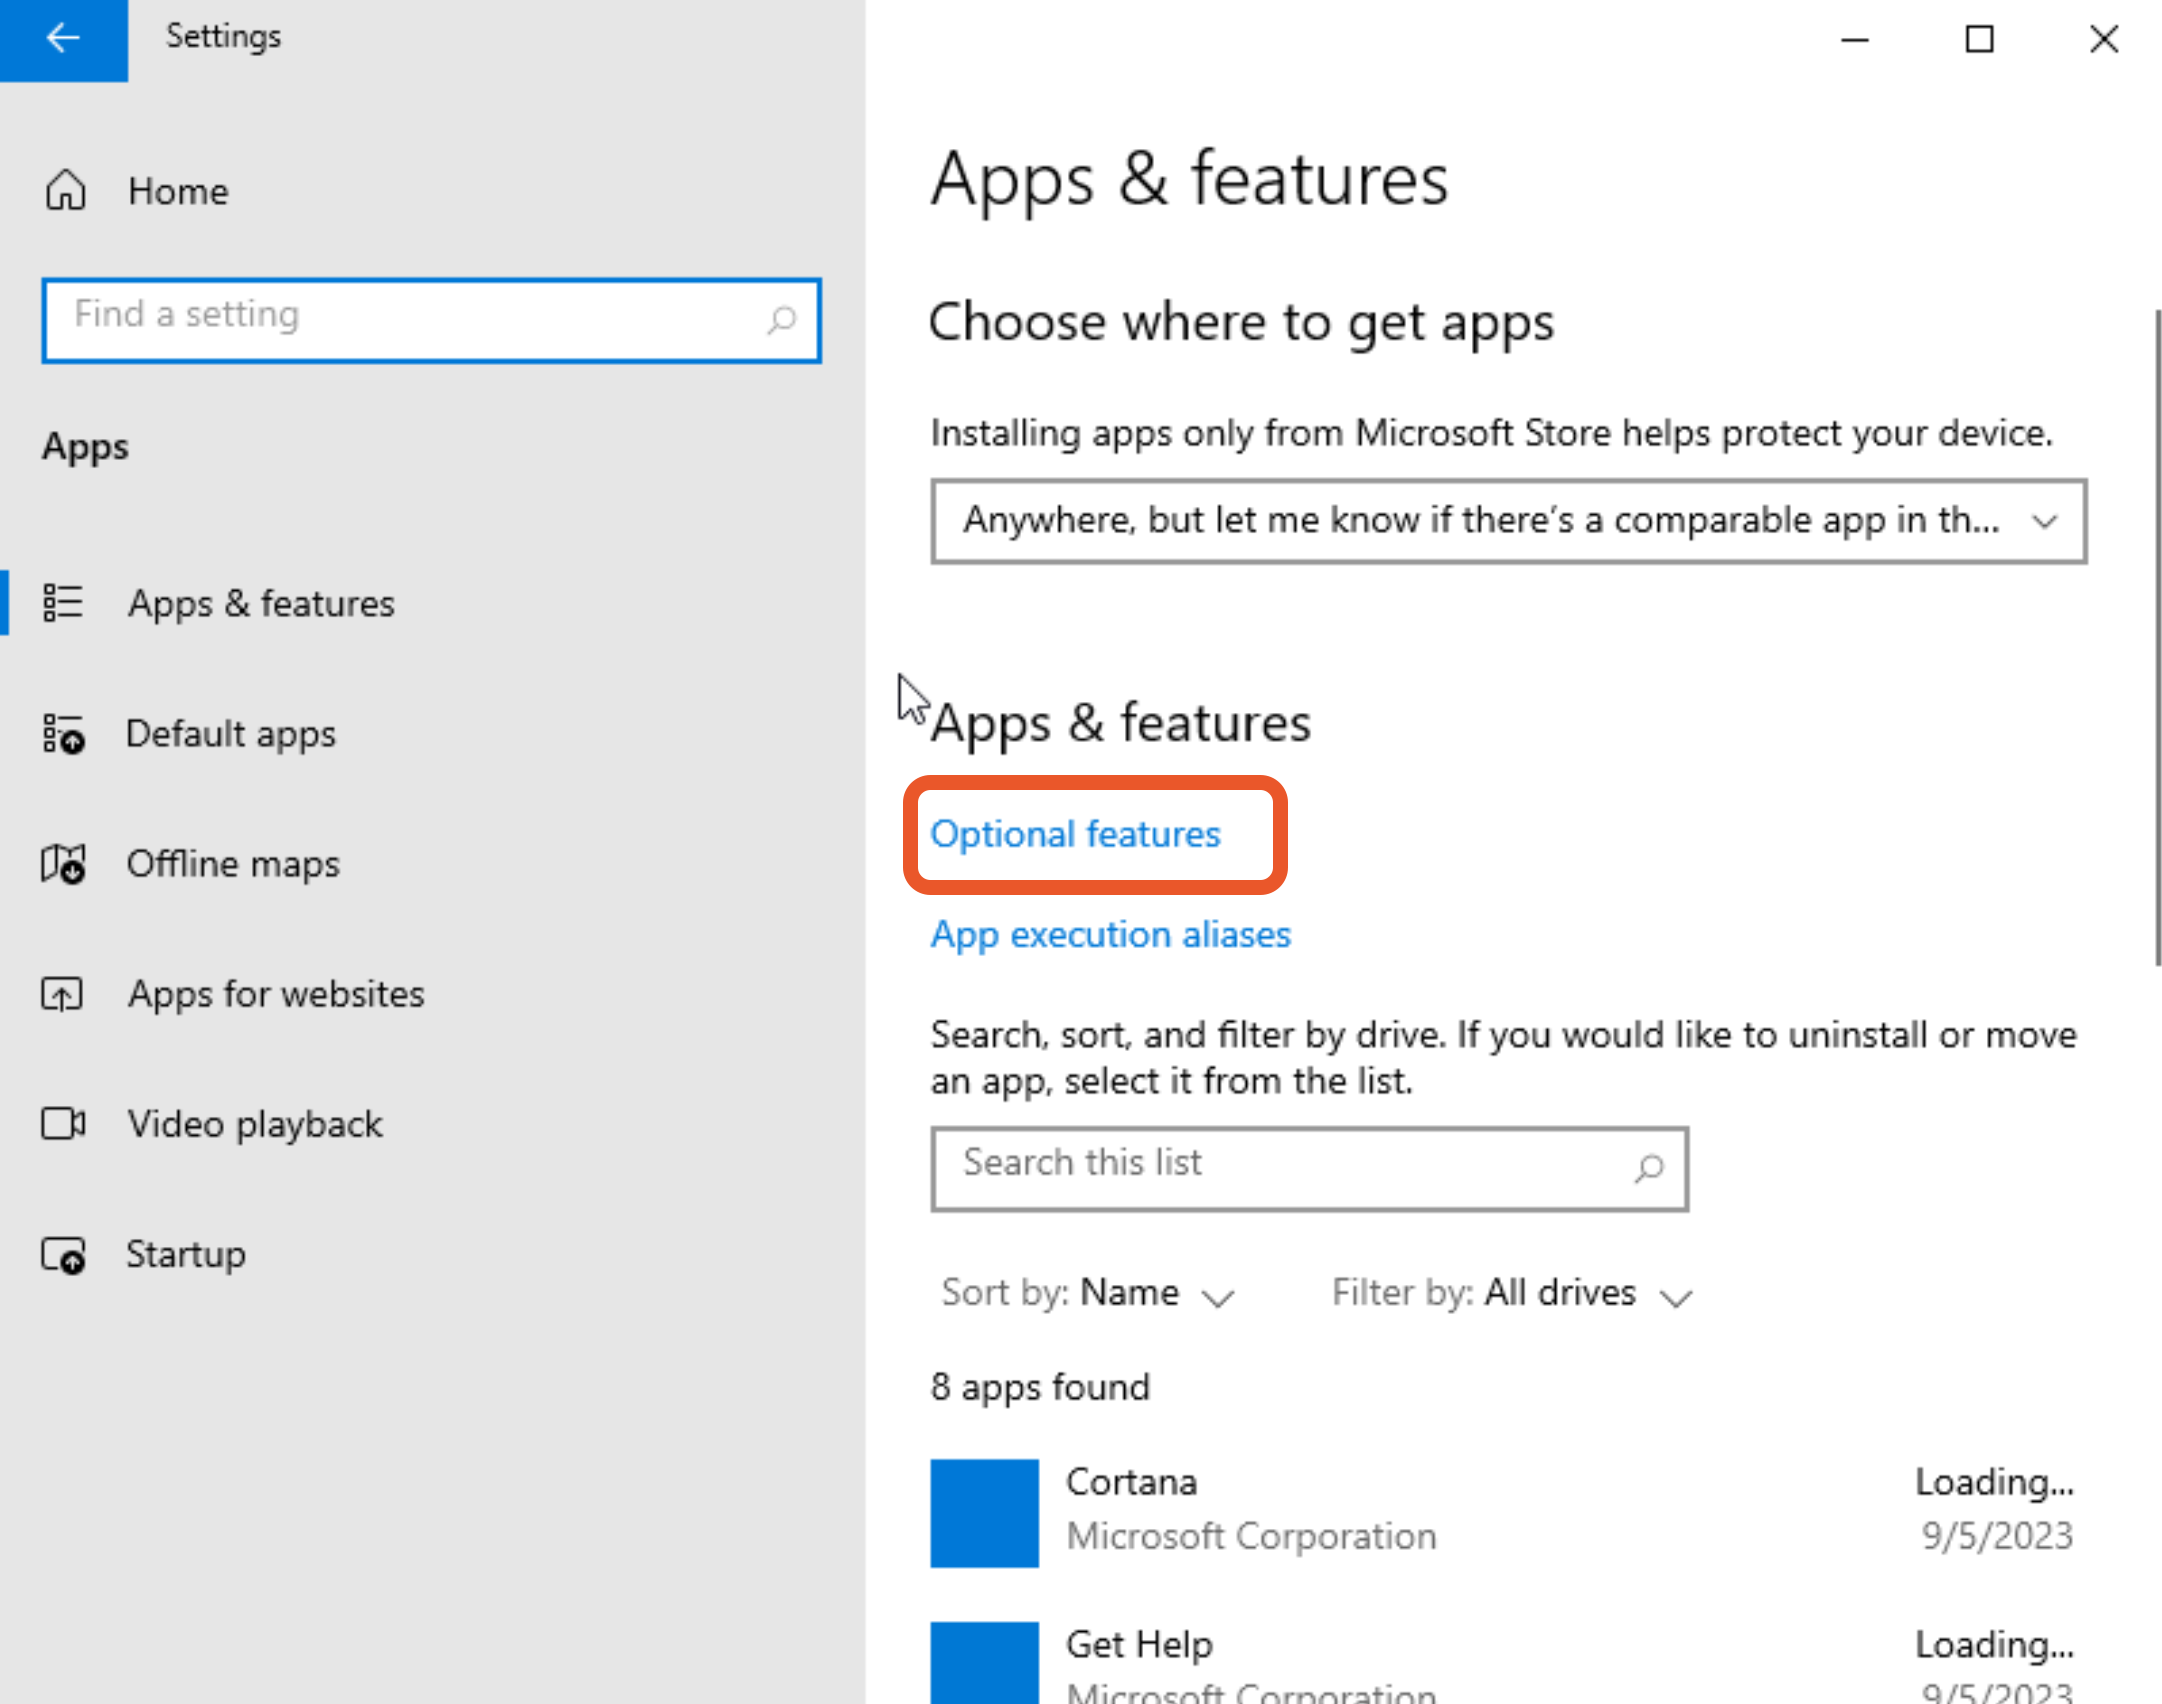 Settings
Home
Find a setting
Apps
Apps & features
Default apps
Offline maps
Apps for websites
Video playback
Startup
Apps & features
Choose where to get apps
Installing apps only from Microsoft Store helps protect your device.
Anywhere, but let me know if there's a comparable app in th...
Apps & features
Optional features
App execution aliases
Search, sort, and filter by drive. If you would like to uninstall or move
an app, select it from the list.
Search this list
Sort by: Name Filter by: All drives
8 apps found
Cortana Loading...
Microsoft Corporation 9/5/2023
Get Help Loading...
Microsoft Corporation 9/5/2023